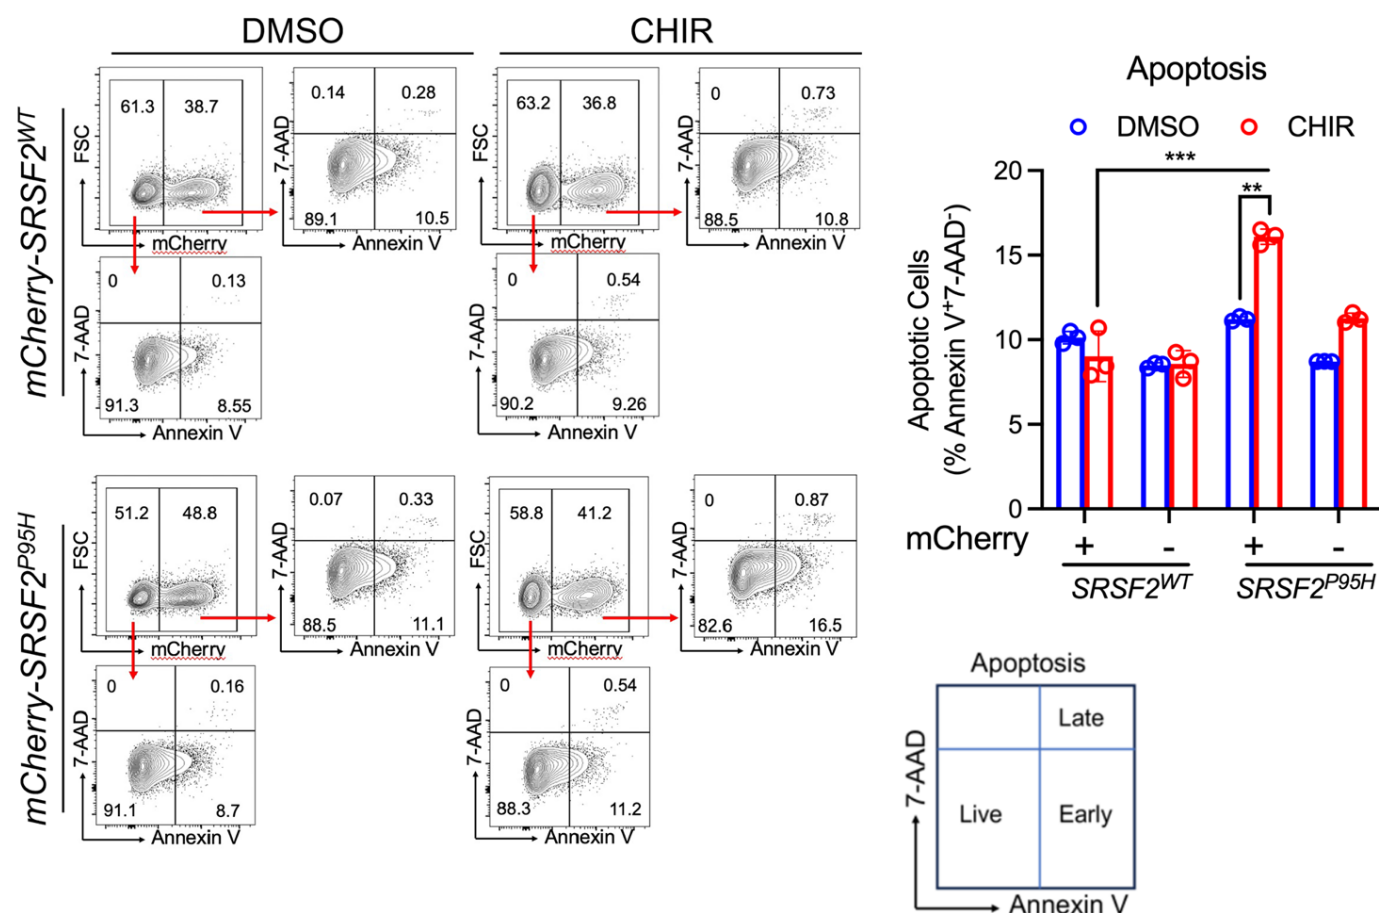 DMSO
CHIR
mCherry-SRSF2WT
61.3 38.7
FSC
mCherry
0.14 0.28
7-AAD
89.1 10.5
Annexin V
63.2 36.8
FSC
mCherry
0 0.73
7-AAD
88.5 10.8
Annexin V
0 0.13
7-AAD
91.3 8.55
Annexin V
0 0.54
7-AAD
90.2 9.26
Annexin V
mCherry-SRSF2P95H
51.2 48.8
FSC
mCherry
0.07 0.33
7-AAD
88.5 11.1
Annexin V
58.8 41.2
FSC
mCherry
0 0.87
7-AAD
82.6 16.5
Annexin V
0 0.16
7-AAD
91.1 8.7
Annexin V
0 0.54
7-AAD
88.3 11.2
Annexin V
Apoptosis
DMSO CHIR
***
**
20
15
10
5
0
Apoptotic Cells
(% Annexin V+7-AAD-)
mCherry + - + -
SRSF2WT SRSF2P95H
Apoptosis
Late
Live Early
7-AAD
Annexin V